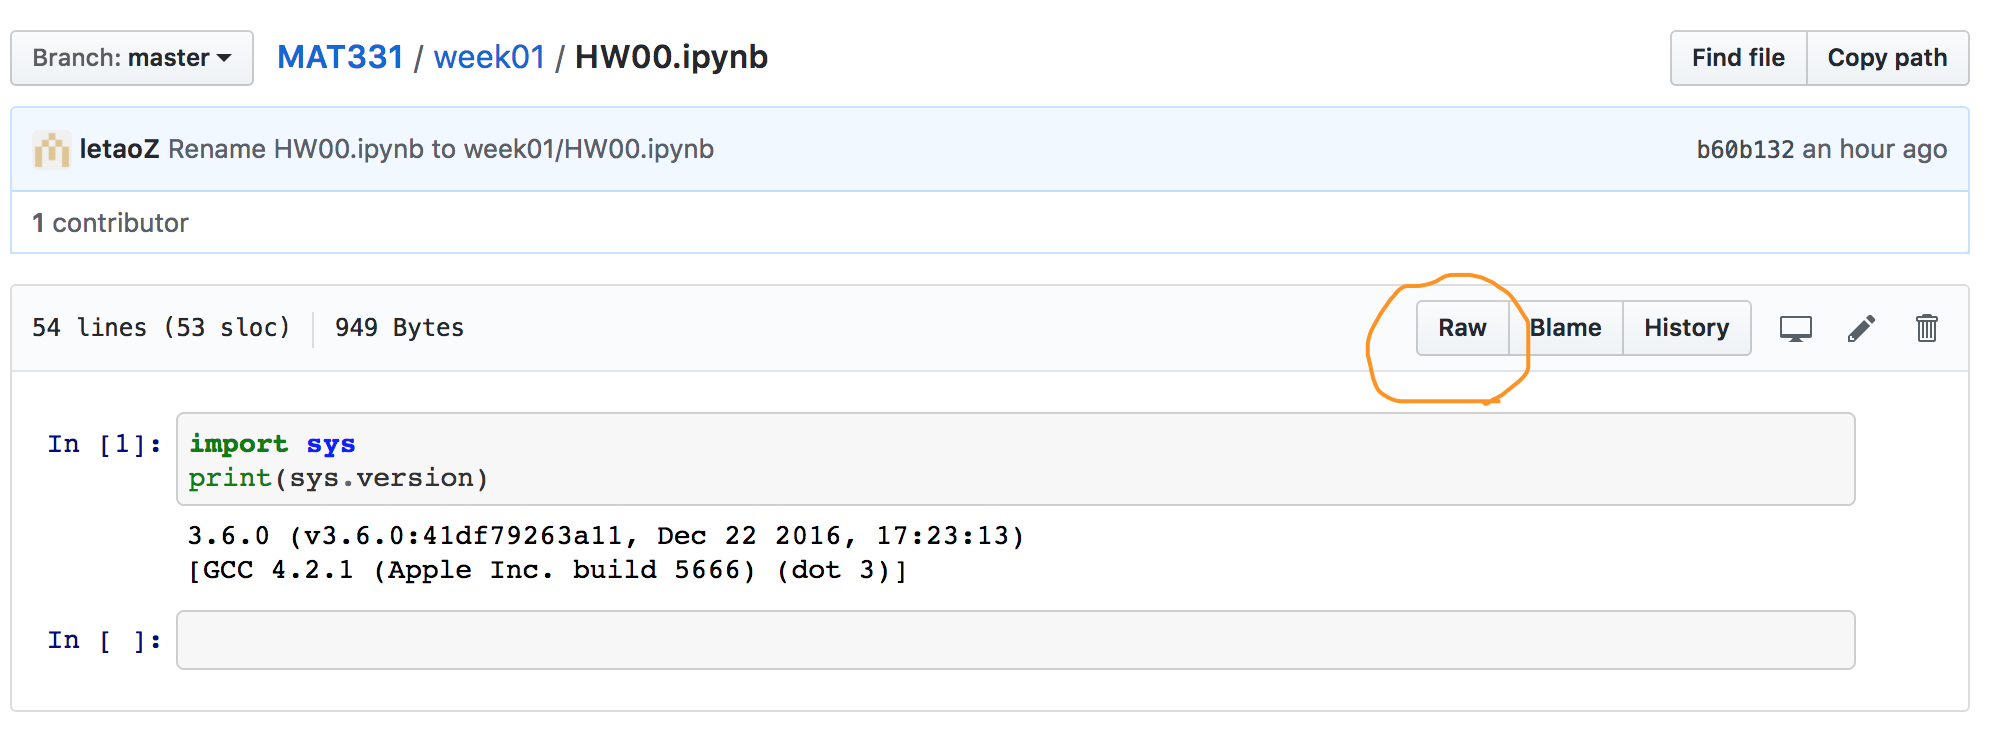 Branch: master MAT331 / week01 / HW00.ipynb Find file Copy path
letaoZ Rename HW00.ipynb to week01/HW00.ipynb b60b132 an hour ago
1 contributor
54 lines (53 sloc) 949 Bytes Raw Blame History
In [1]: import sys
print(sys.version)
3.6.0 (v3.6.0:41df79263a11, Dec 22 2016, 17:23:13)
[GCC 4.2.1 (Apple Inc. build 5666) (dot 3)]
In [ ]: